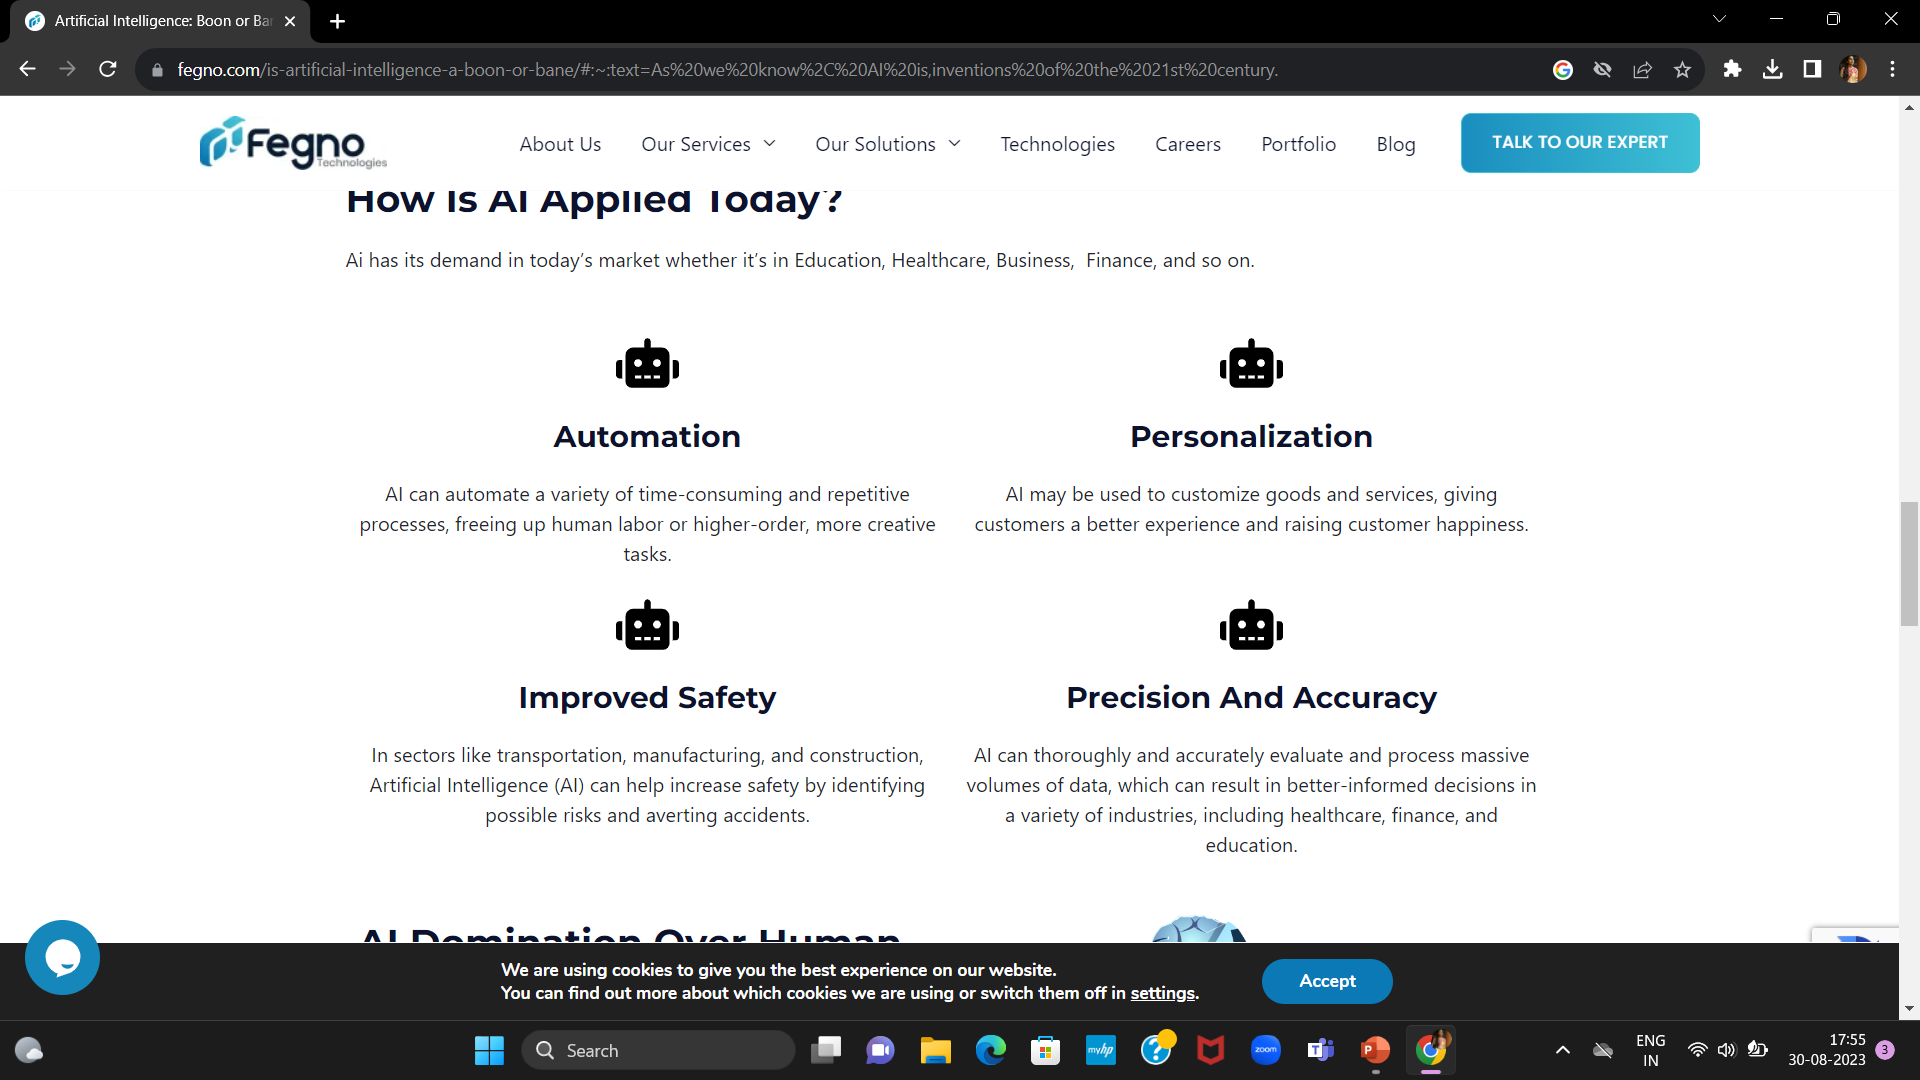 Artificial Intelligence: Boon or Ba
fegno.com/is-artificial-intelligence-a-boon-or-bane/#:~:text=As%20we%20know%2C%20AI%20is,inventions%20of%20the%2021st%20century.
Fegno
Technologies
About Us
Our Services
Our Solutions
Technologies
Careers
Portfolio
Blog
TALK TO OUR EXPERT
How Is AI Applied Today?
Ai has its demand in today's market whether it's in Education, Healthcare, Business,  Finance, and so on.
Automation
AI can automate a variety of time-consuming and repetitive
processes, freeing up human labor or higher-order, more creative
tasks.
Personalization
AI may be used to customize goods and services, giving
customers a better experience and raising customer happiness.
Improved Safety
In sectors like transportation, manufacturing, and construction,
Artificial Intelligence (AI) can help increase safety by identifying
possible risks and averting accidents.
Precision And Accuracy
AI can thoroughly and accurately evaluate and process massive
volumes of data, which can result in better-informed decisions in
a variety of industries, including healthcare, finance, and
education.
AI Domination Over Human
We are using cookies to give you the best experience on our website.
You can find out more about which cookies we are using or switch them off in settings.
Accept
Search
myhp
zoom
ENG
IN
17:55
30-08-2023
3